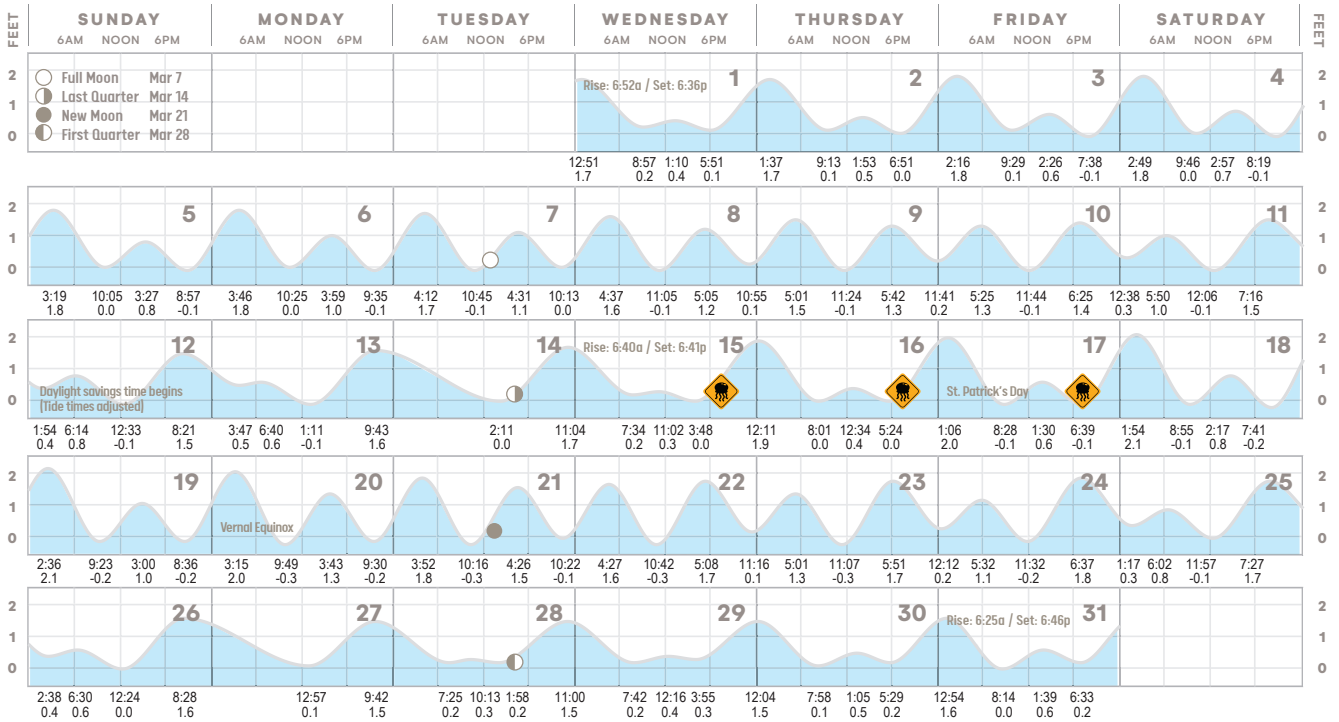 FEET SUNDAY MONDAY TUESDAY WEDNESDAY THURSDAY FRIDAY SATURDAY FEET
6AM NOON 6PM 6AM NOON 6PM 6AM NOON 6PM 6AM NOON 6PM 6AM NOON 6PM 6AM NOON 6PM 6AM NOON 6PM
2 Full Moon Mar 7 Rise: 6:52a / Set: 6:36p 1 2 3 4 2
1 Last Quarter Mar 14 1
New Moon Mar 21
0 First Quarter Mar 28 0
12:51 8:57 1:10 5:51 1:37 9:13 1:53 6:51 2:16 9:29 2:26 7:38 2:49 9:46 2:57 8:19
1.7 0.2 0.4 0.1 1.7 0.1 0.5 0.0 1.8 0.1 0.6 -0.1 1.8 0.0 0.7 -0.1
2 5 6 7 8 9 10 11 2
1 1
0 0
3:19 10:05 3:27 8:57 3:46 10:25 3:59 9:35 4:12 10:45 4:31 10:13 4:37 11:05 5:05 10:55 5:01 11:24 5:42 11:41 5:25 11:44 6:25 12:38 5:50 12:06 7:16
1.8 0.0 0.8 -0.1 1.8 0.0 1.0 -0.1 1.7 -0.1 1.1 0.0 1.6 -0.1 1.2 0.1 1.5 -0.1 1.3 0.2 1.3 -0.1 1.4 0.3 1.0 -0.1 1.5
2 12 13 14 Rise: 6:40a / Set: 6:41p 15 16 17 18 2
1 1
Daylight savings time begins St. Patrick's Day
0 (Tide times adjusted) 0
1:54 6:14 12:33 8:21 3:47 6:40 1:11 9:43 2:11 11:04 7:34 11:02 3:48 12:11 8:01 12:34 5:24 1:06 8:28 1:30 6:39 1:54 8:55 2:17 7:41
0.4 0.8 -0.1 1.5 0.5 0.6 -0.1 1.6 0.0 1.7 0.2 0.3 0.0 1.9 0.0 0.4 0.0 2.0 -0.1 0.6 -0.1 2.1 -0.1 0.8 -0.2
2 19 20 21 22 23 24 25 2
1 1
Vernal Equinox
0 0
2:36 9:23 3:00 8:36 3:15 9:49 3:43 9:30 3:52 10:16 4:26 10:22 4:27 10:42 5:08 11:16 5:01 11:07 5:51 12:12 5:32 11:32 6:37 1:17 6:02 11:57 7:27
2.1 -0.2 1.0 -0.2 2.0 -0.3 1.3 -0.2 1.8 -0.3 1.5 -0.1 1.6 -0.3 1.7 0.1 1.3 -0.3 1.7 0.2 1.1 -0.2 1.8 0.3 0.8 -0.1 1.7
2 26 27 28 29 30 Rise: 6:25a / Set: 6:46p 31 2
1 1
0 0
2:38 6:30 12:24 8:28 12:57 9:42 7:25 10:13 1:58 11:00 7:42 12:16 3:55 12:04 7:58 1:05 5:29 12:54 8:14 1:39 6:33
0.4 0.6 0.0 1.6 0.1 1.5 0.2 0.3 0.2 1.5 0.2 0.4 0.3 1.5 0.1 0.5 0.2 1.6 0.0 0.6 0.2